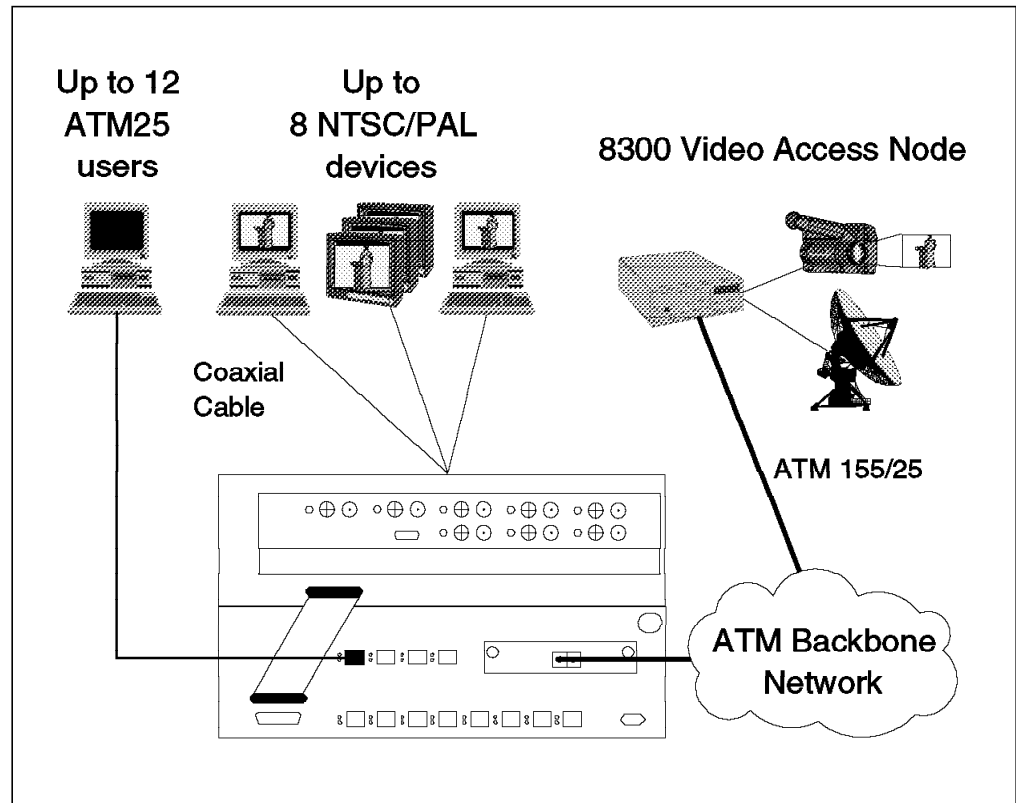 Up to 12
ATM25
users
Up to
8 NTSC/PAL
devices
8300 Video Access Node
Coaxial
Cable
ATM 155/25
ATM Backbone
Network